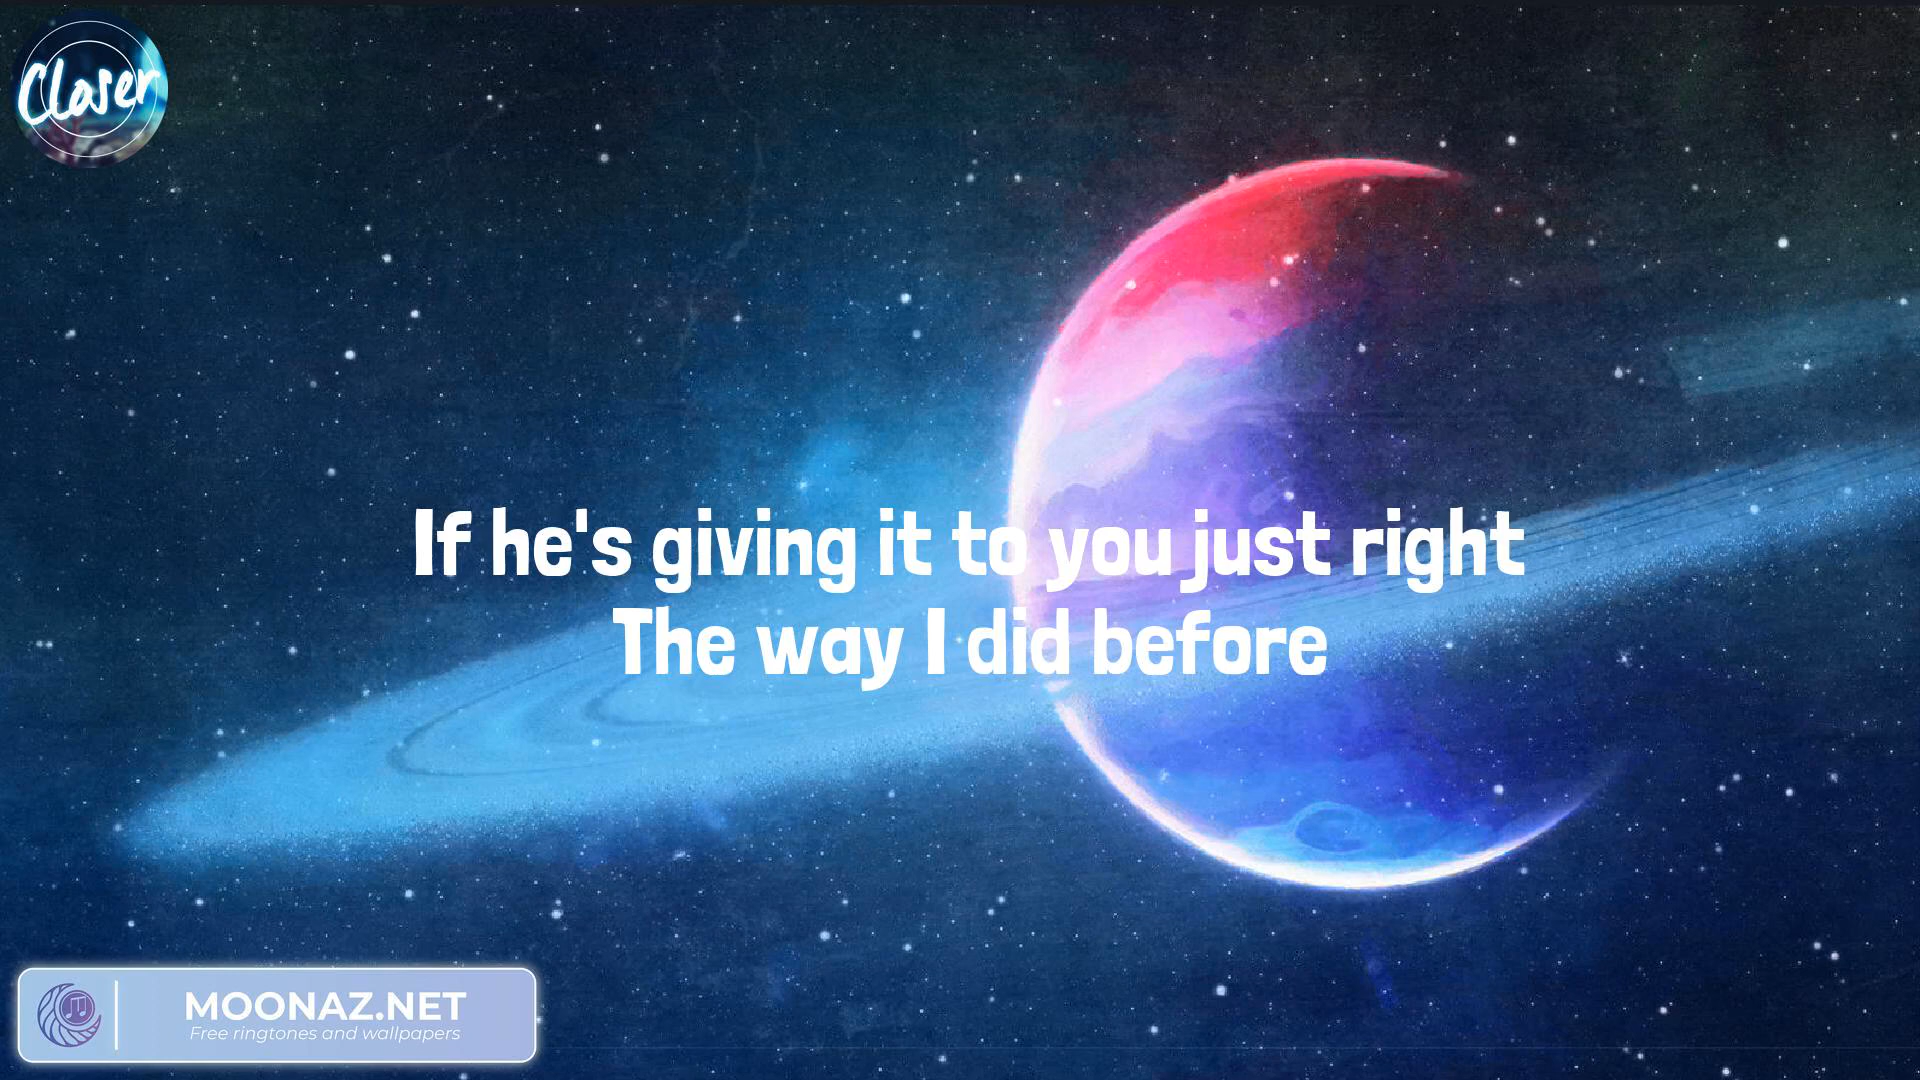 Closer
If he's giving it to you just right
The way I did before
MOONAZ.NET
Free ringtones and wallpapers